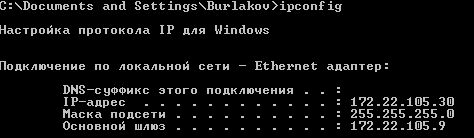 C:\Documents and Settings\Burlakov>ipconfig
Настройка протокола IP для Windows
Подключение по локальной сети - Ethernet адаптер:
DNS-суффикс этого подключения . . :
IP-адрес . . . . . . . . . . . . : 172.22.105.30
Маска подсети . . . . . . . . . . : 255.255.255.0
Основной шлюз . . . . . . . . . . : 172.22.105.9